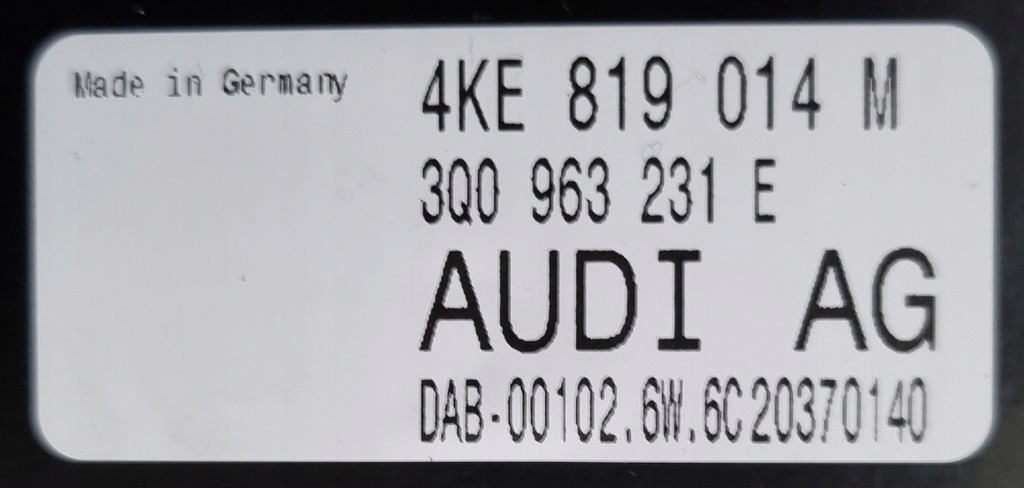 Made in Germany
4KE 819 014 M
3Q0 963 231 E
AUDI AG
DAB-00102.6W.6C20370140